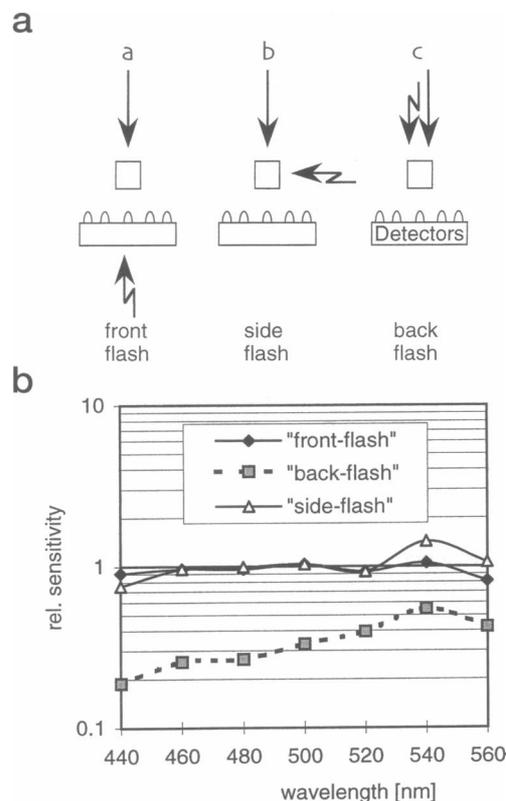 a
a b c
Detectors
front side back
flash flash flash
b
10
"front-flash"
"back-flash"
"side-flash"
1
rel. sensitivity
0.1
440 460 480 500 520 540 560
wavelength [nm]